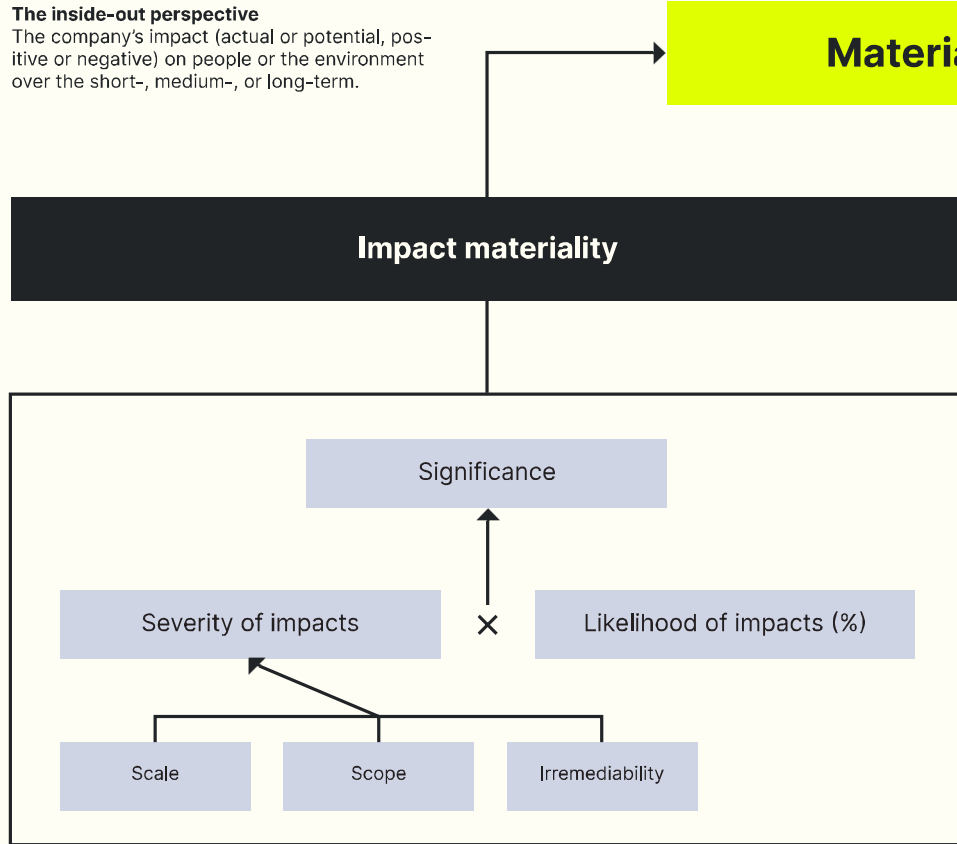 The inside-out perspective
The company's impact (actual or potential, pos-
itive or negative) on people or the environment
over the short-, medium-, or long-term.
Materia
Impact materiality
Significance
Severity of impacts
×
Likelihood of impacts (%)
Scale
Scope
Irremediability